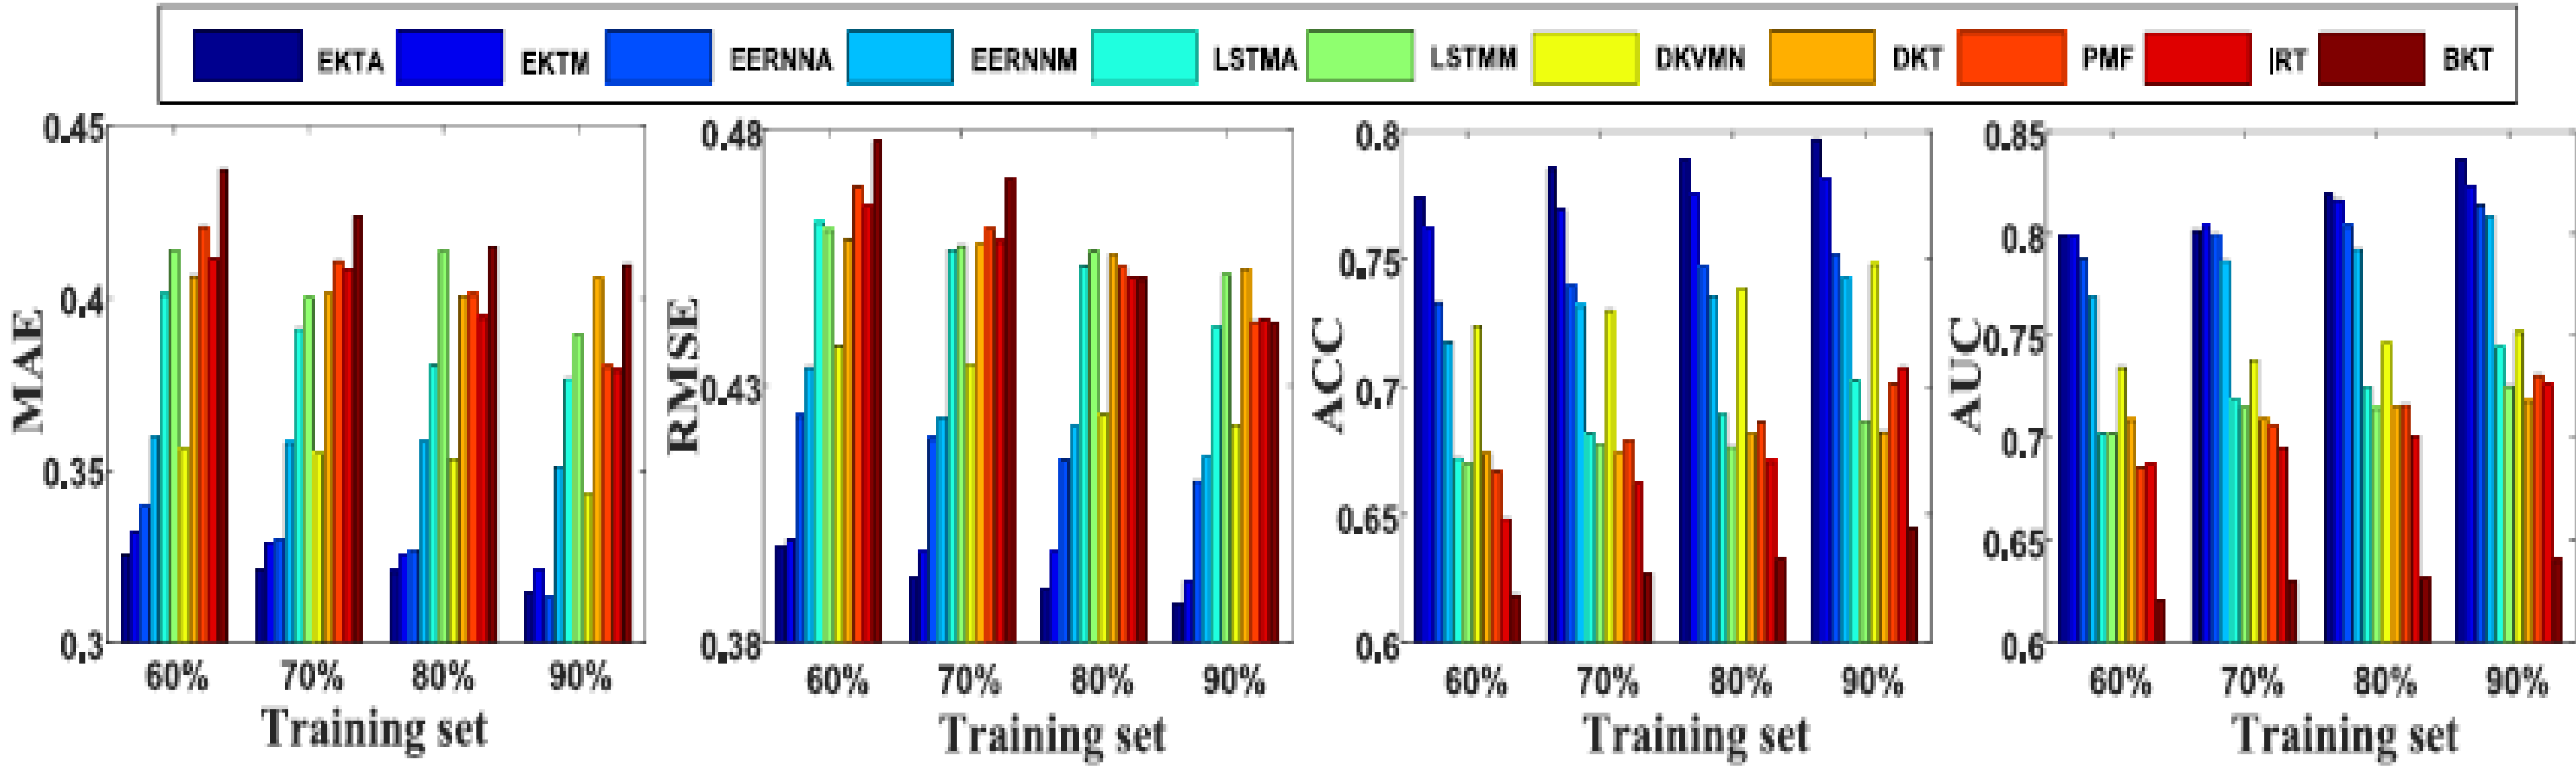 EKTA EKTM EERNNA EERNNM LSTMA LSTMM DKVMN DKT PMF IRT BKT
MAE
0.45
0.4
0.35
0.3
60% 70% 80% 90%
Training set
RMSE
0.48
0.43
0.38
60% 70% 80% 90%
Training set
ACC
0.8
0.75
0.7
0.65
0.6
60% 70% 80% 90%
Training set
AUC
0.85
0.8
0.75
0.7
0.65
0.6
60% 70% 80% 90%
Training set